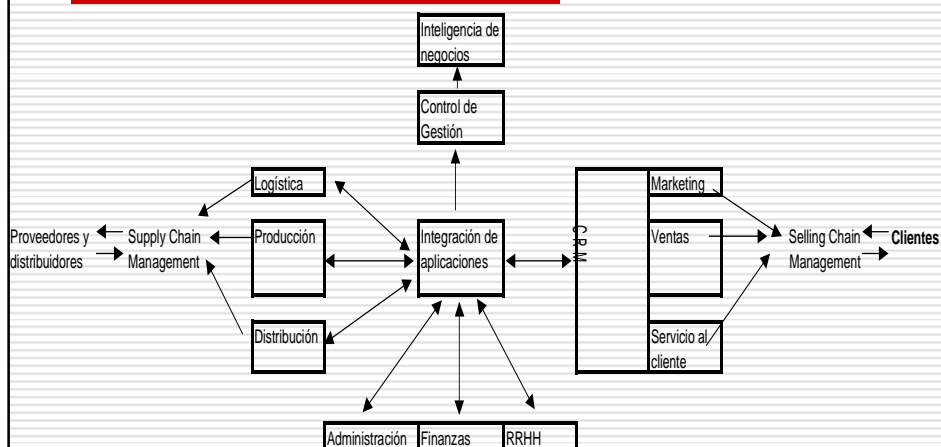 Inteligencia de
negocios
Control de
Gestión
Logística
Marketing
Proveedores y
distribuidores
Supply Chain
Management
Producción
Integración de
aplicaciones
CRM
Ventas
Selling Chain
Management
Clientes
Distribución
Servicio al
cliente
Administración
Finanzas
RRHH